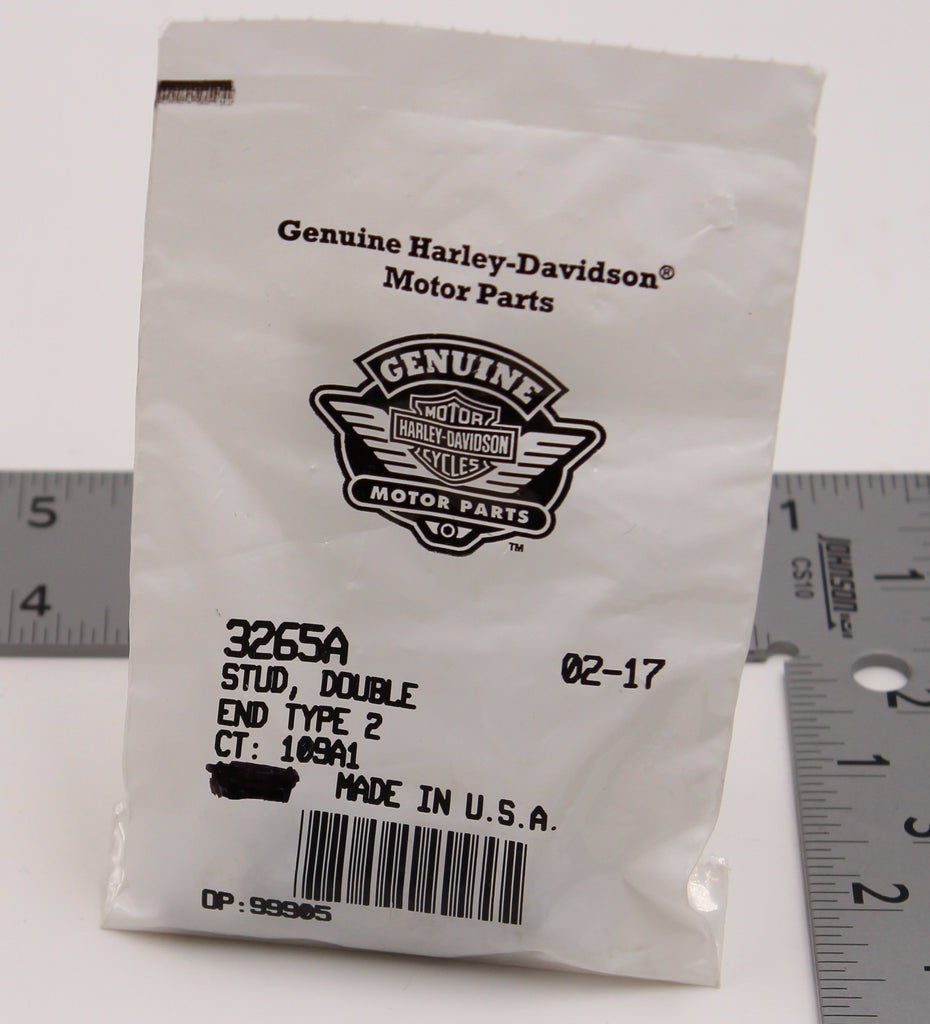 Genuine Harley-Davidson®
Motor Parts
GENUINE
MOTOR
HARLEY-DAVIDSON
CYCLES
MOTOR PARTS
TM
3265A
02-17
STUD, DOUBLE
END TYPE 2
CT: 109A1
MADE IN U.S.A.
OP:99905
5
4
1
JOHNSON
CS10
1
2
1
3
2